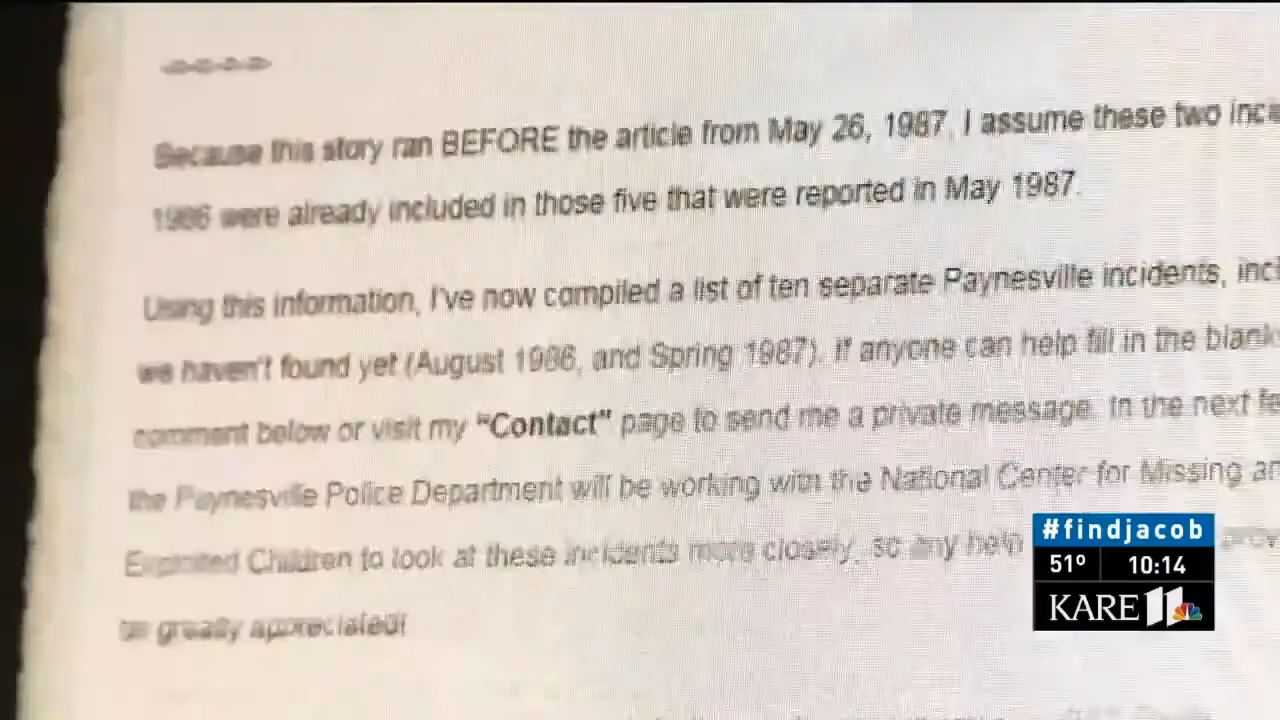 Because this story ran BEFORE the article from May 26, 1987, I assume these two inci
1986 were already included in those five that were reported in May 1987.
Using this information, I've now compiled a list of ten separate Paynesville incidents, incl
we haven't found yet (August 1986, and Spring 1987). If anyone can help fill in the blank
comment below or visit my "Contact" page to send me a private message. In the next fe
the Paynesville Police Department will be working with the National Center for Missing an
Exploited Children to look at these incidents more closely, so any help
be greatly appreciated!
#findjacob
51° 10:14
KARE 11